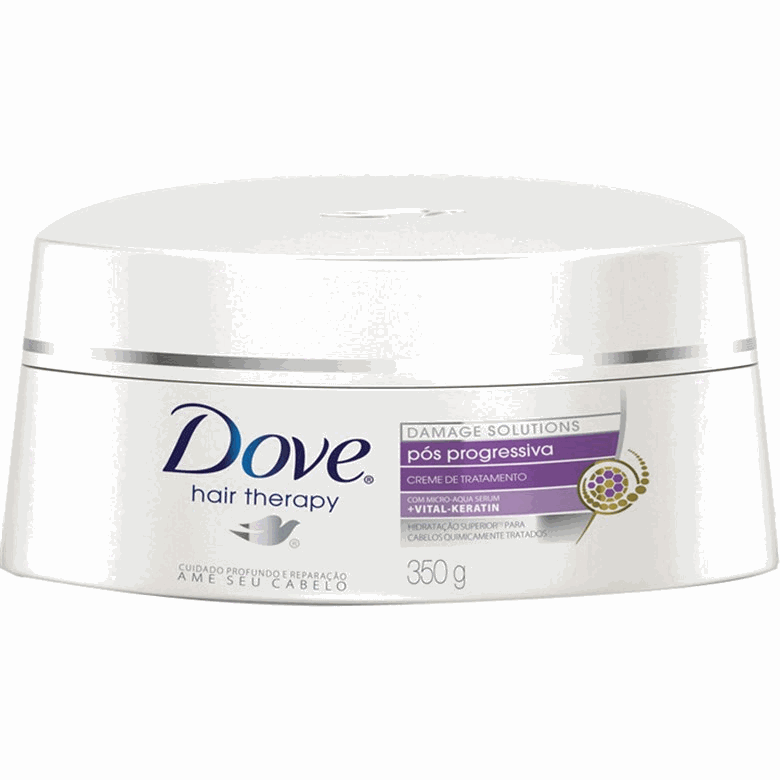 Dove®
hair therapy
®
CUIDADO PROFUNDO E REPARAÇÃO
AME SEU CABELO
DAMAGE SOLUTIONS
pós progressiva
CREME DE TRATAMENTO
COM MICRO-AQUA SERUM
+VITAL-KERATIN
HIDRATAÇÃO SUPERIOR(1) PARA
CABELOS QUIMICAMENTE TRATADOS
350 g